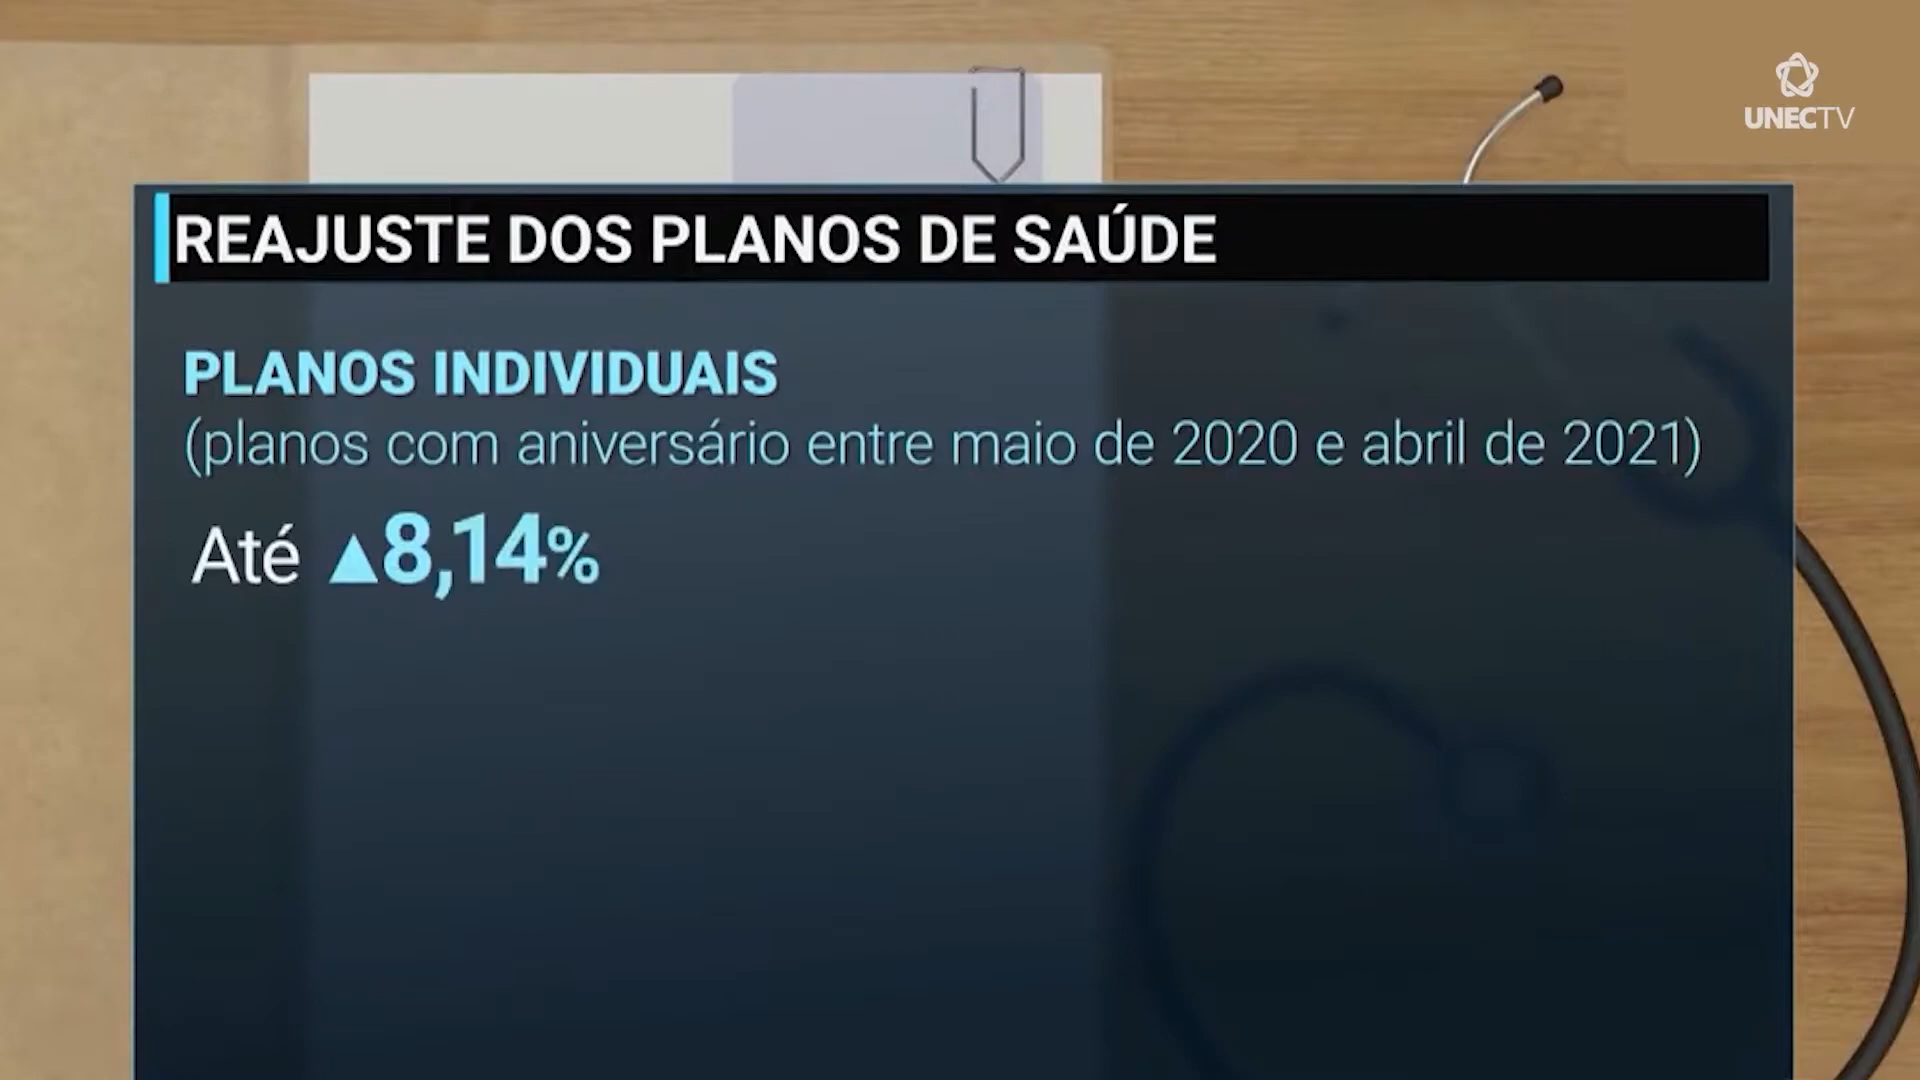 UNECTV
REAJUSTE DOS PLANOS DE SAÚDE
PLANOS INDIVIDUAIS
(planos com aniversário entre maio de 2020 e abril de 2021)
Até ▲8,14%